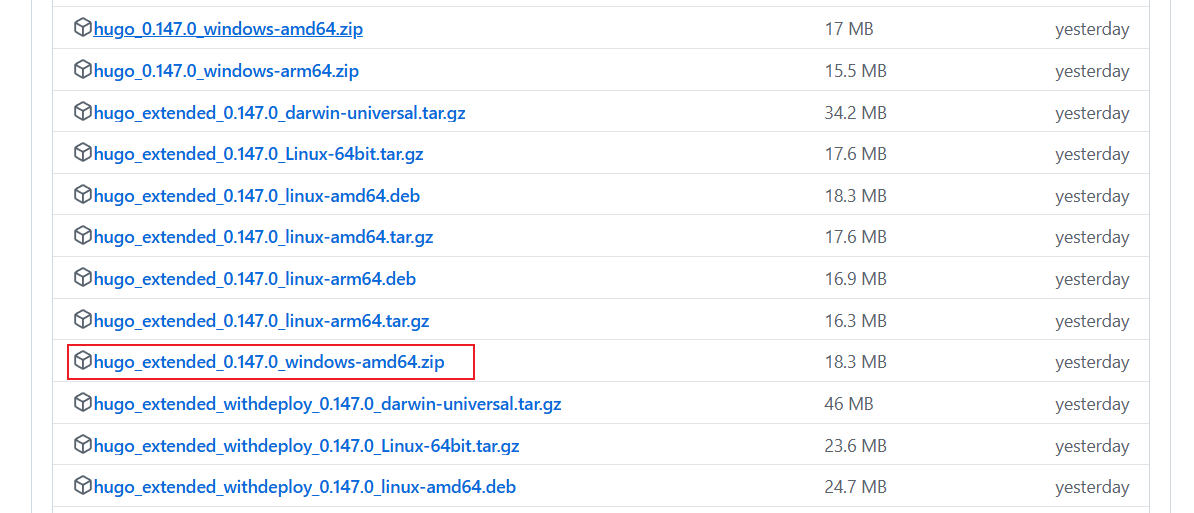 hugo_0.147.0_windows-amd64.zip 17 MB yesterday
hugo_0.147.0_windows-arm64.zip 15.5 MB yesterday
hugo_extended_0.147.0_darwin-universal.tar.gz 34.2 MB yesterday
hugo_extended_0.147.0_Linux-64bit.tar.gz 17.6 MB yesterday
hugo_extended_0.147.0_linux-amd64.deb 18.3 MB yesterday
hugo_extended_0.147.0_linux-amd64.tar.gz 17.6 MB yesterday
hugo_extended_0.147.0_linux-arm64.deb 16.9 MB yesterday
hugo_extended_0.147.0_linux-arm64.tar.gz 16.3 MB yesterday
hugo_extended_0.147.0_windows-amd64.zip 18.3 MB yesterday
hugo_extended_withdeploy_0.147.0_darwin-universal.tar.gz 46 MB yesterday
hugo_extended_withdeploy_0.147.0_Linux-64bit.tar.gz 23.6 MB yesterday
hugo_extended_withdeploy_0.147.0_linux-amd64.deb 24.7 MB yesterday